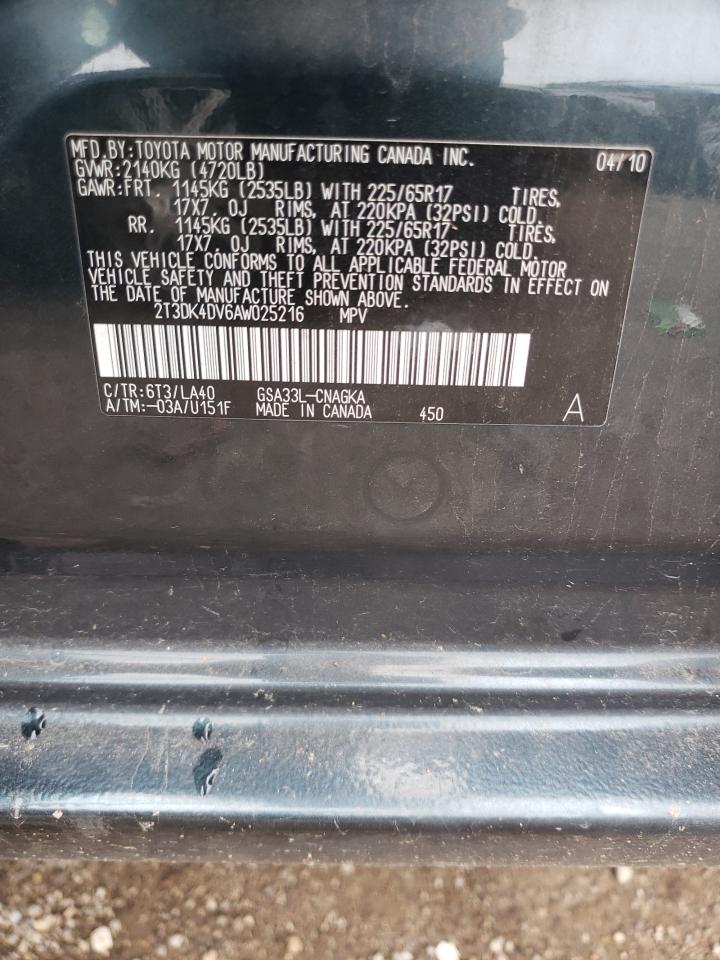 MFD.BY:TOYOTA MOTOR MANUFACTURING CANADA INC. 04/10
GVWR:2140KG (4720LB)
GAWR:FRT. 1145KG (2535LB) WITH 225/65R17 TIRES,
17X7.0J RIMS, AT 220KPA (32PSI) COLD.
RR. 1145KG (2535LB) WITH 225/65R17 TIRES,
17X7.0J RIMS, AT 220KPA (32PSI) COLD.
THIS VEHICLE CONFORMS TO ALL APPLICABLE FEDERAL MOTOR
VEHICLE SAFETY AND THEFT PREVENTION STANDARDS IN EFFECT ON
THE DATE OF MANUFACTURE SHOWN ABOVE.
2T3DK4DV6AW025216 MPV
C/TR:6T3/LA40 GSA33L-CNAGKA
A/TM:-03A/U151F MADE IN CANADA 450 A